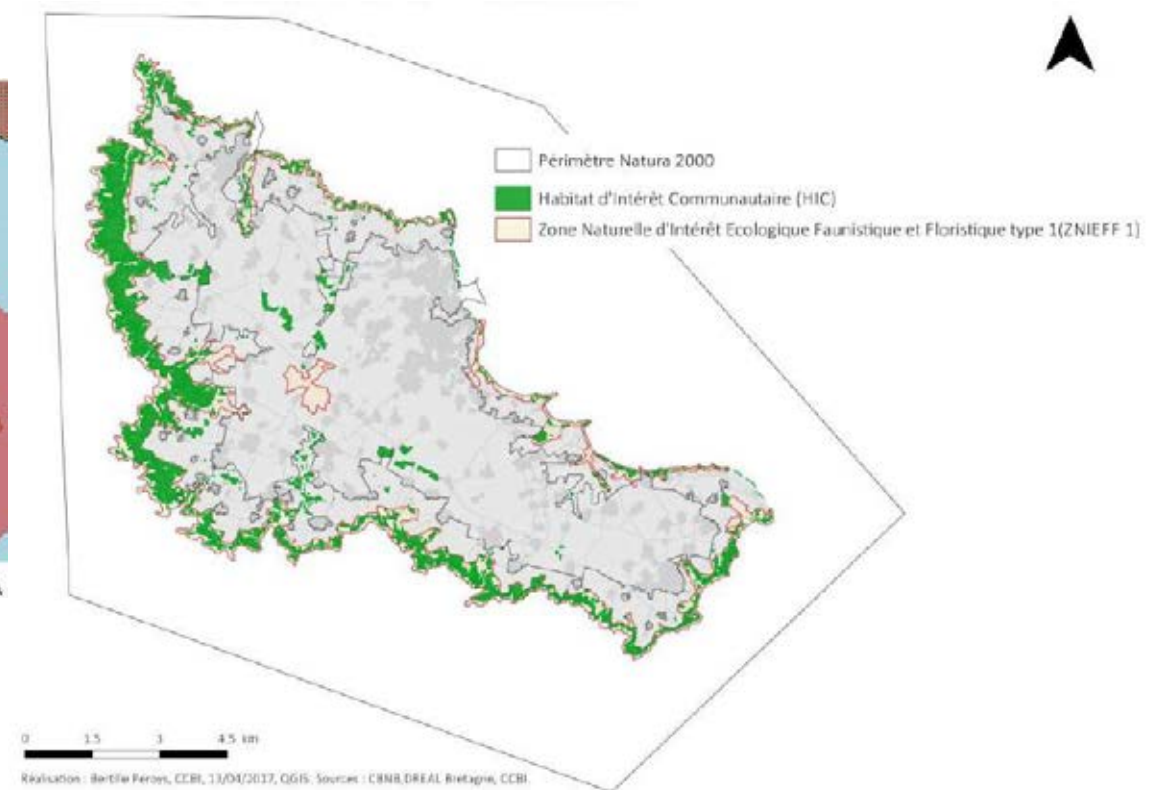 Périmètre Natura 2000
Habitat d'Intérêt Communautaire (HIC)
Zone Naturelle d'Intérêt Ecologique Faunistique et Floristique type 1(ZNIEFF 1)
0 1.5 3 4.5 km
Réalisation : Bertille Perays, CCBI, 13/04/2017, QGIS. Sources : CBNB, DREAL Bretagne, CCBI.